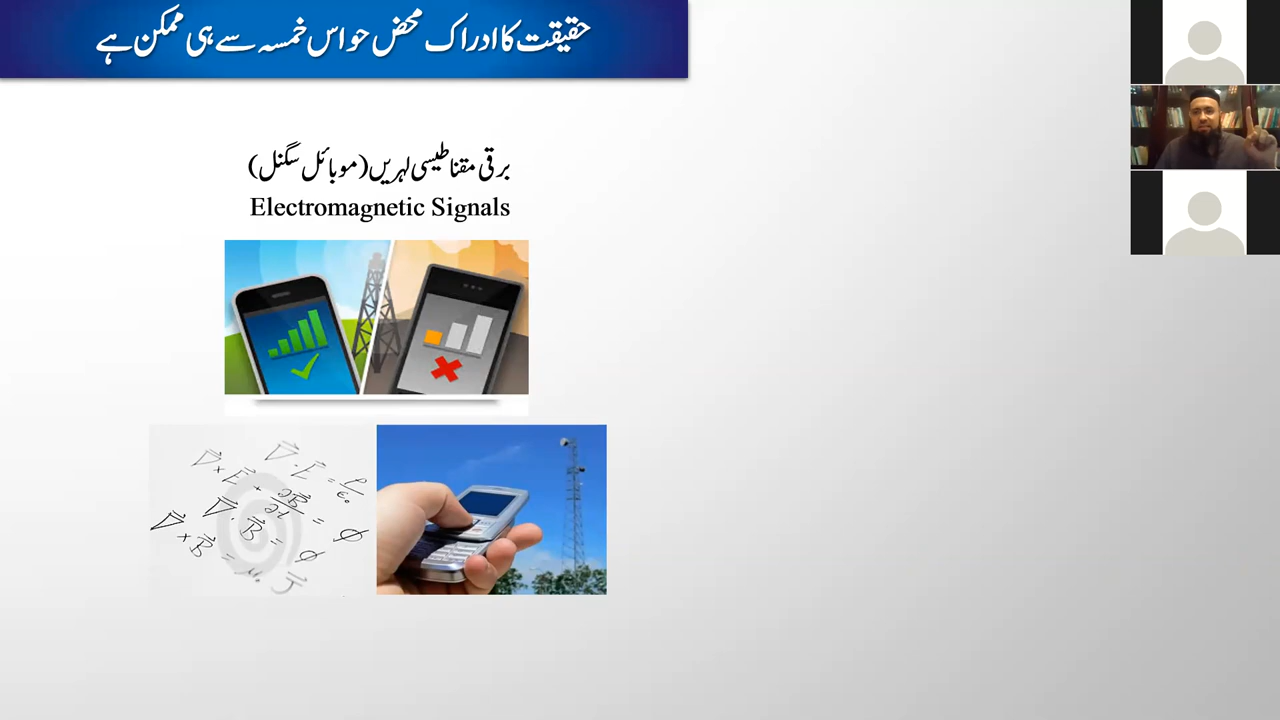 حقیقت کا ادراک محض حواس خمسہ سے ہی ممکن ہے
برقی مقناطیسی لہریں (موبائل سگنل)
Electromagnetic Signals